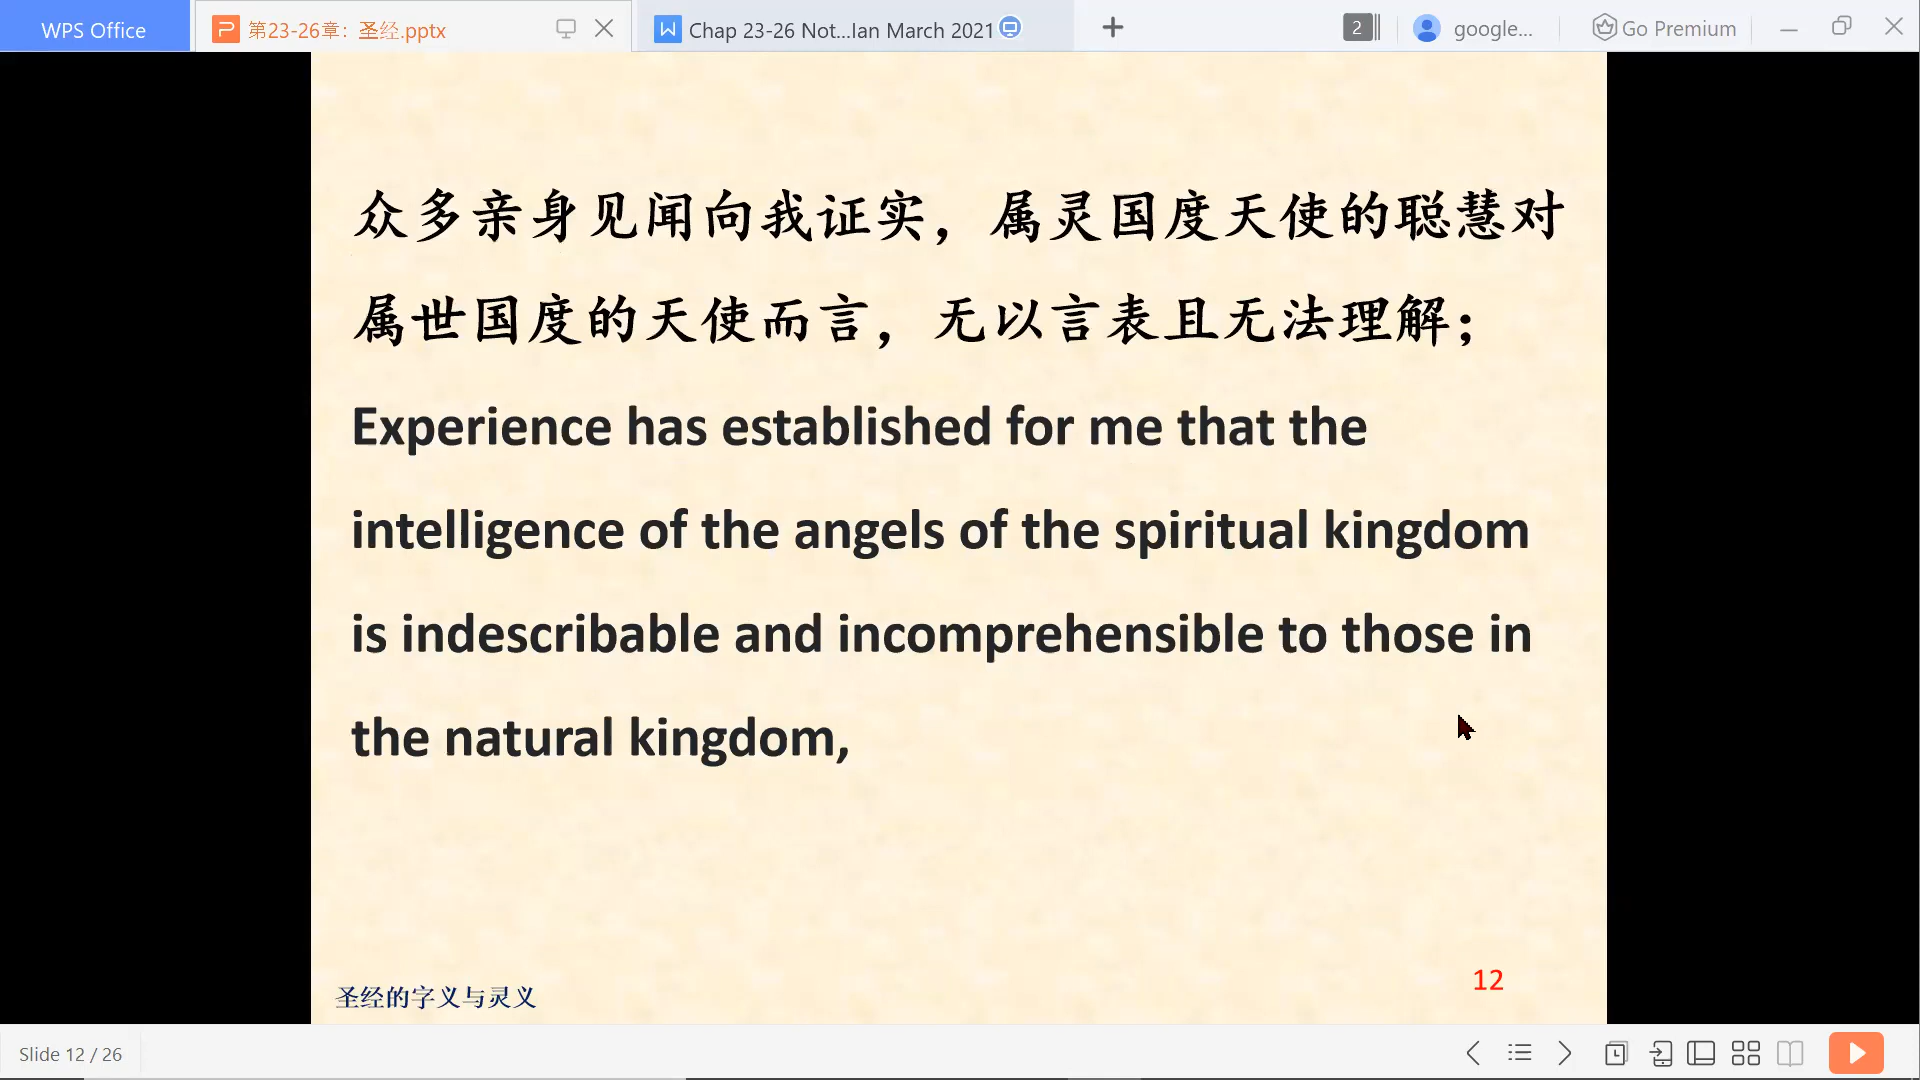 WPS Office
第23-26章：圣经.pptx
Chap 23-26 Not...lan March 2021
2
google...
Go Premium
众多亲身见闻向我证实，属灵国度天使的聪慧对
属世国度的天使而言，无以言表且无法理解；
Experience has established for me that the
intelligence of the angels of the spiritual kingdom
is indescribable and incomprehensible to those in
the natural kingdom,
圣经的字义与灵义
12
Slide 12 / 26